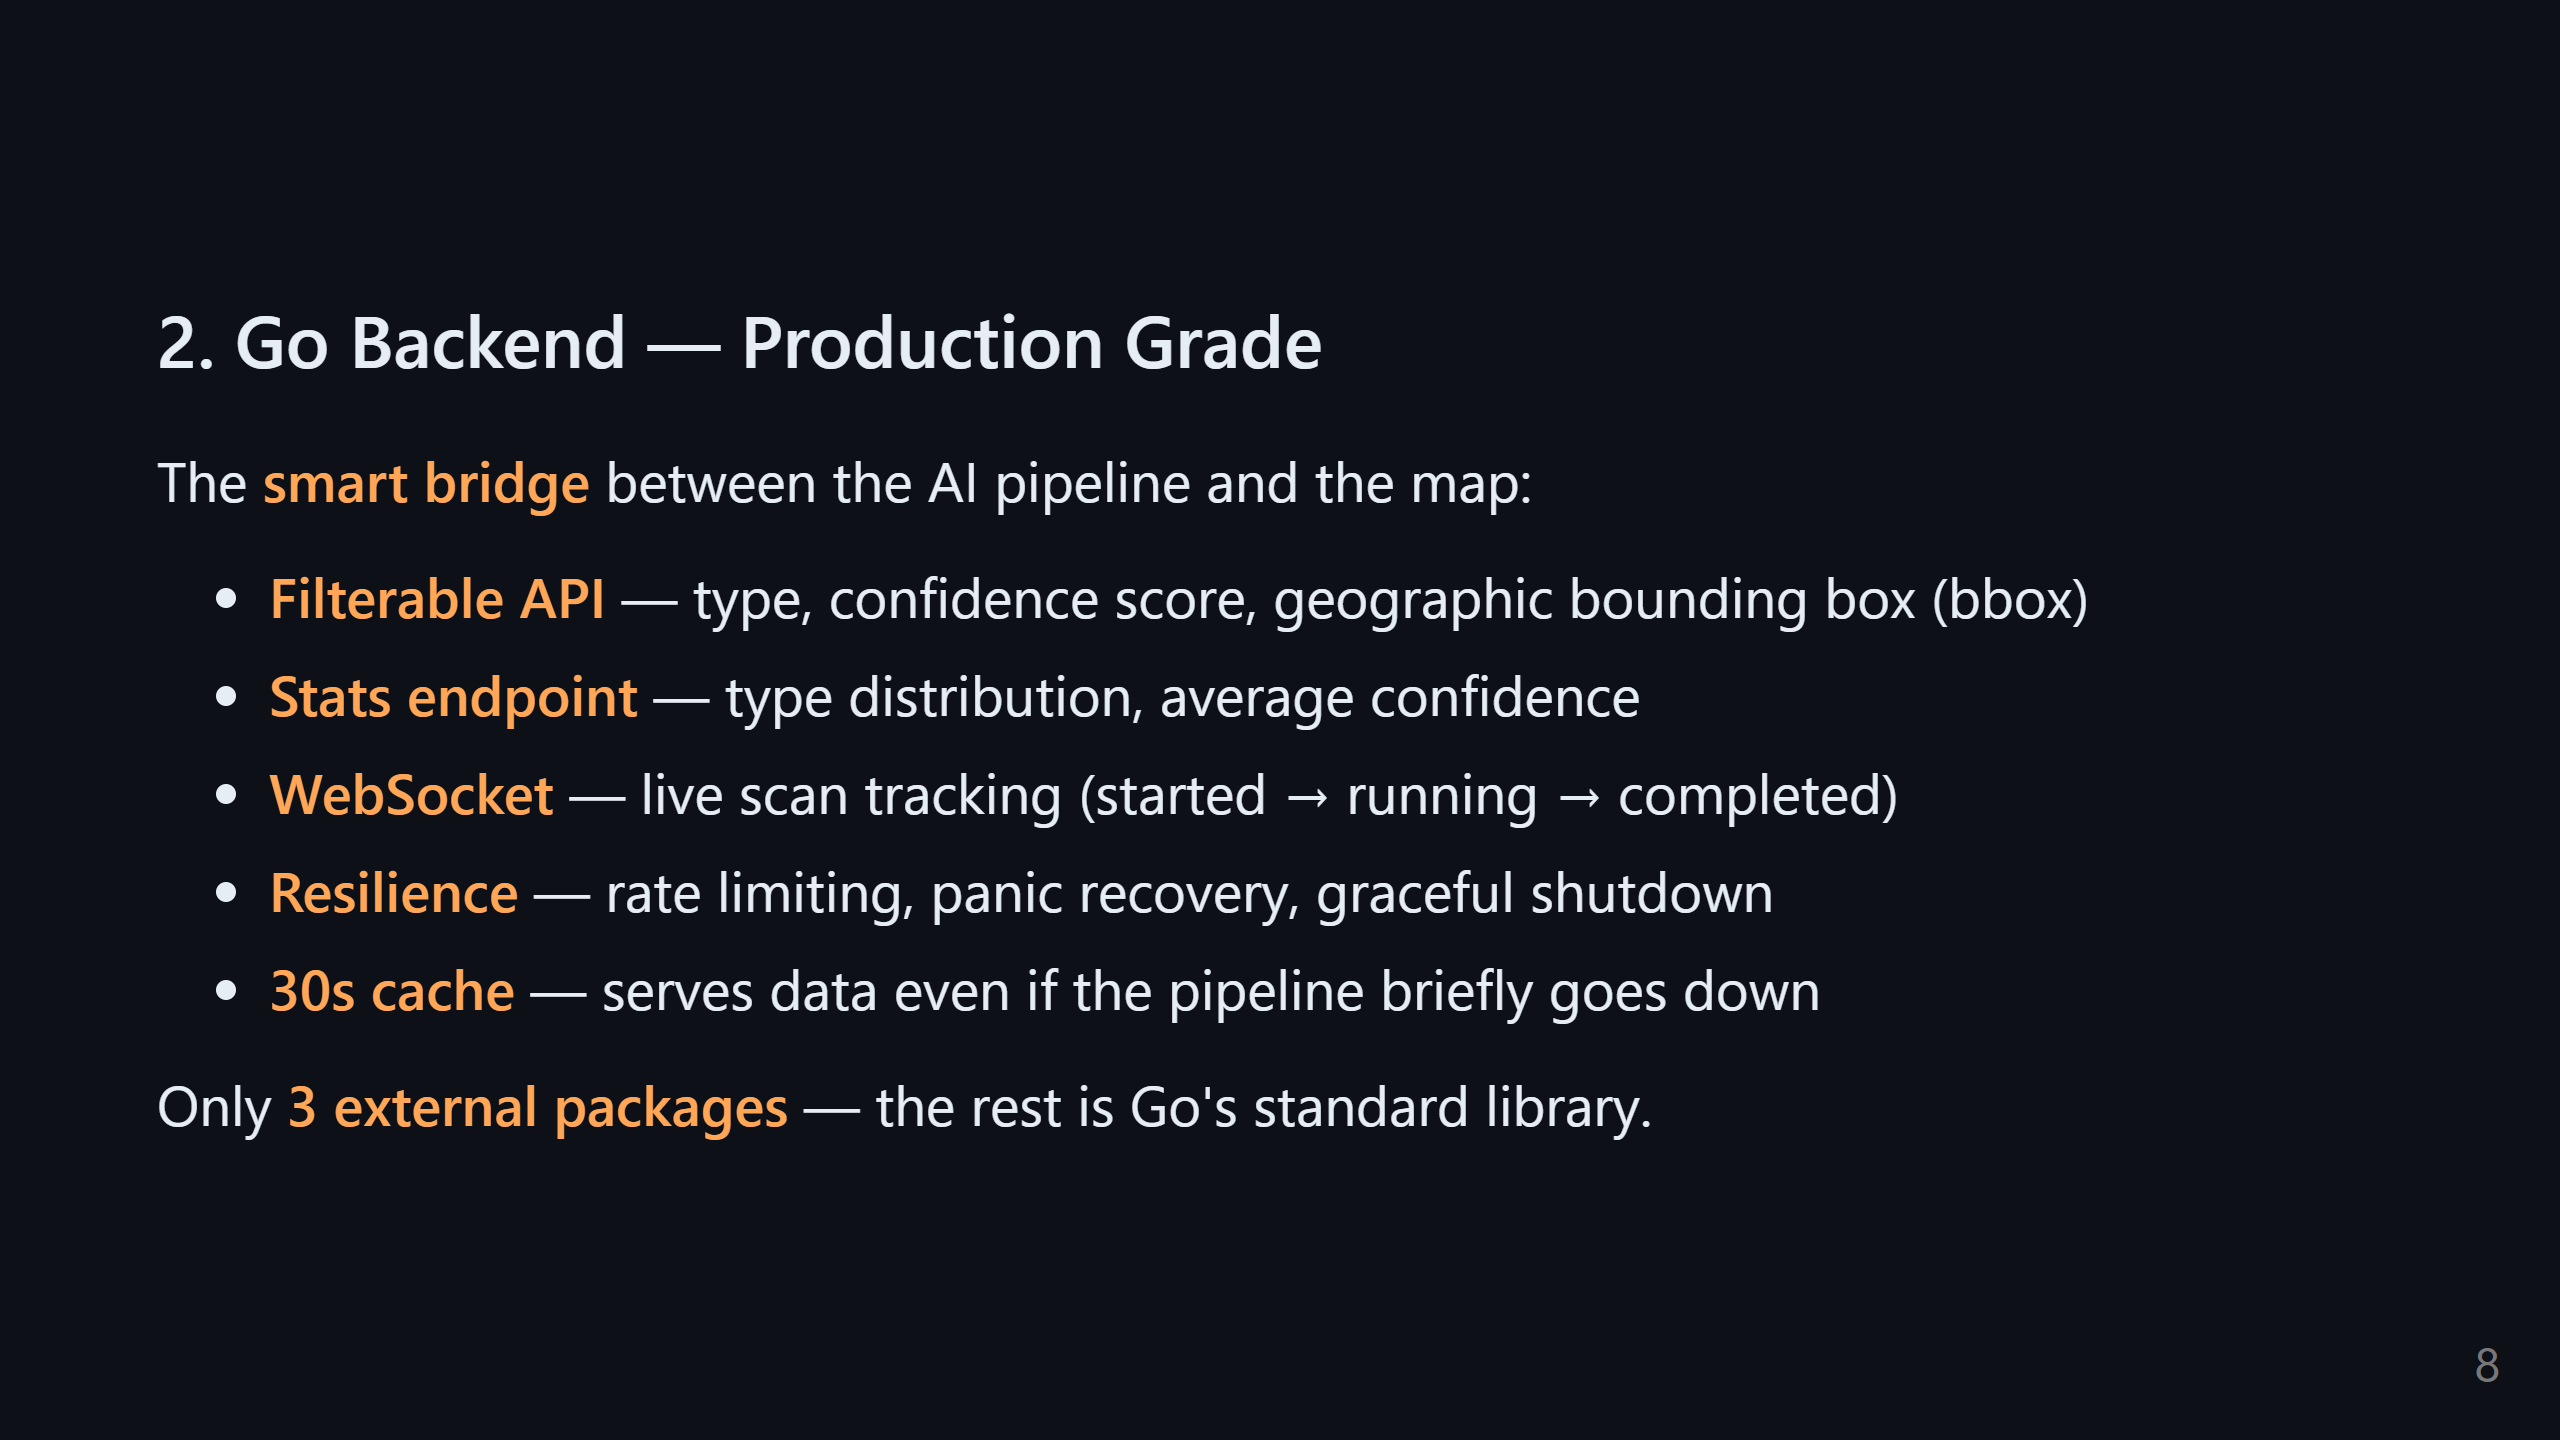 2. Go Backend — Production Grade
The smart bridge between the AI pipeline and the map:
• Filterable API — type, confidence score, geographic bounding box (bbox)
• Stats endpoint — type distribution, average confidence
• WebSocket — live scan tracking (started → running → completed)
• Resilience — rate limiting, panic recovery, graceful shutdown
• 30s cache — serves data even if the pipeline briefly goes down
Only 3 external packages — the rest is Go's standard library.
8